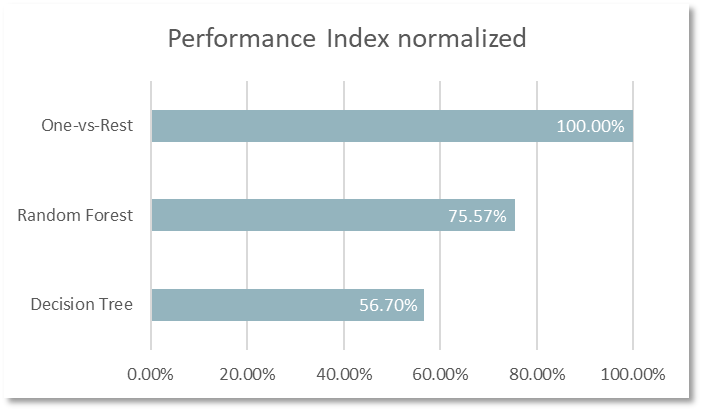 Performance Index normalized
One-vs-Rest
100.00%
Random Forest
75.57%
Decision Tree
56.70%
0.00% 20.00% 40.00% 60.00% 80.00% 100.00%